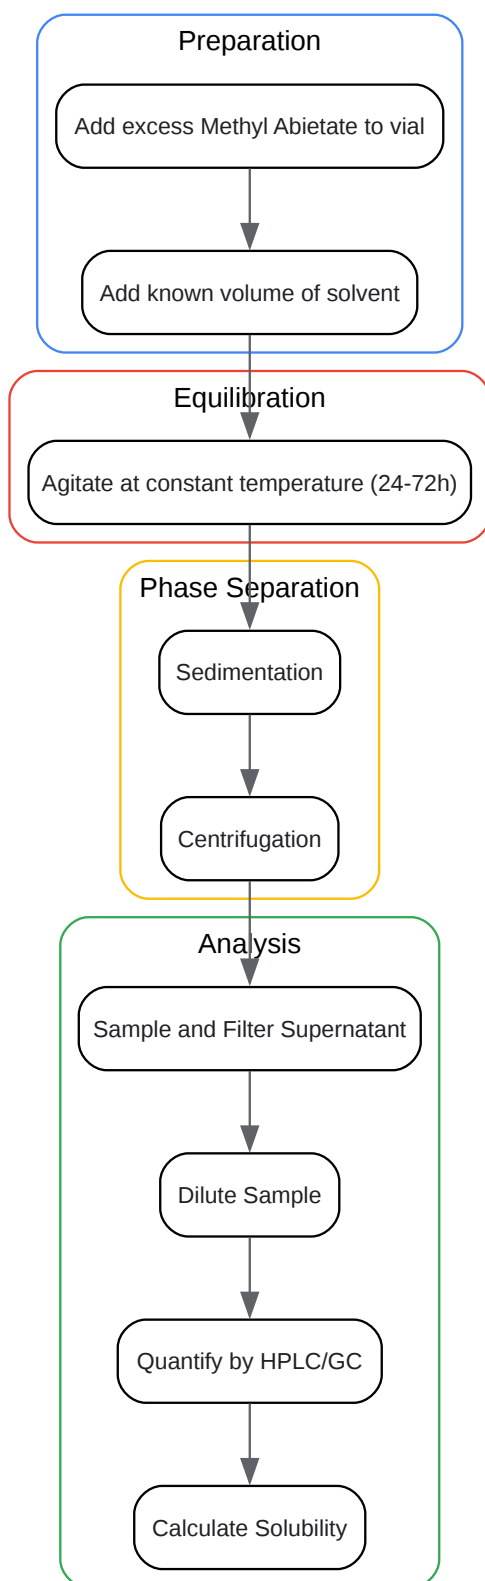 Preparation
Add excess Methyl Abietate to vial
Add known volume of solvent
Equilibration
Agitate at constant temperature (24-72h)
Phase Separation
Sedimentation
Centrifugation
Analysis
Sample and Filter Supernatant
Dilute Sample
Quantify by HPLC/GC
Calculate Solubility